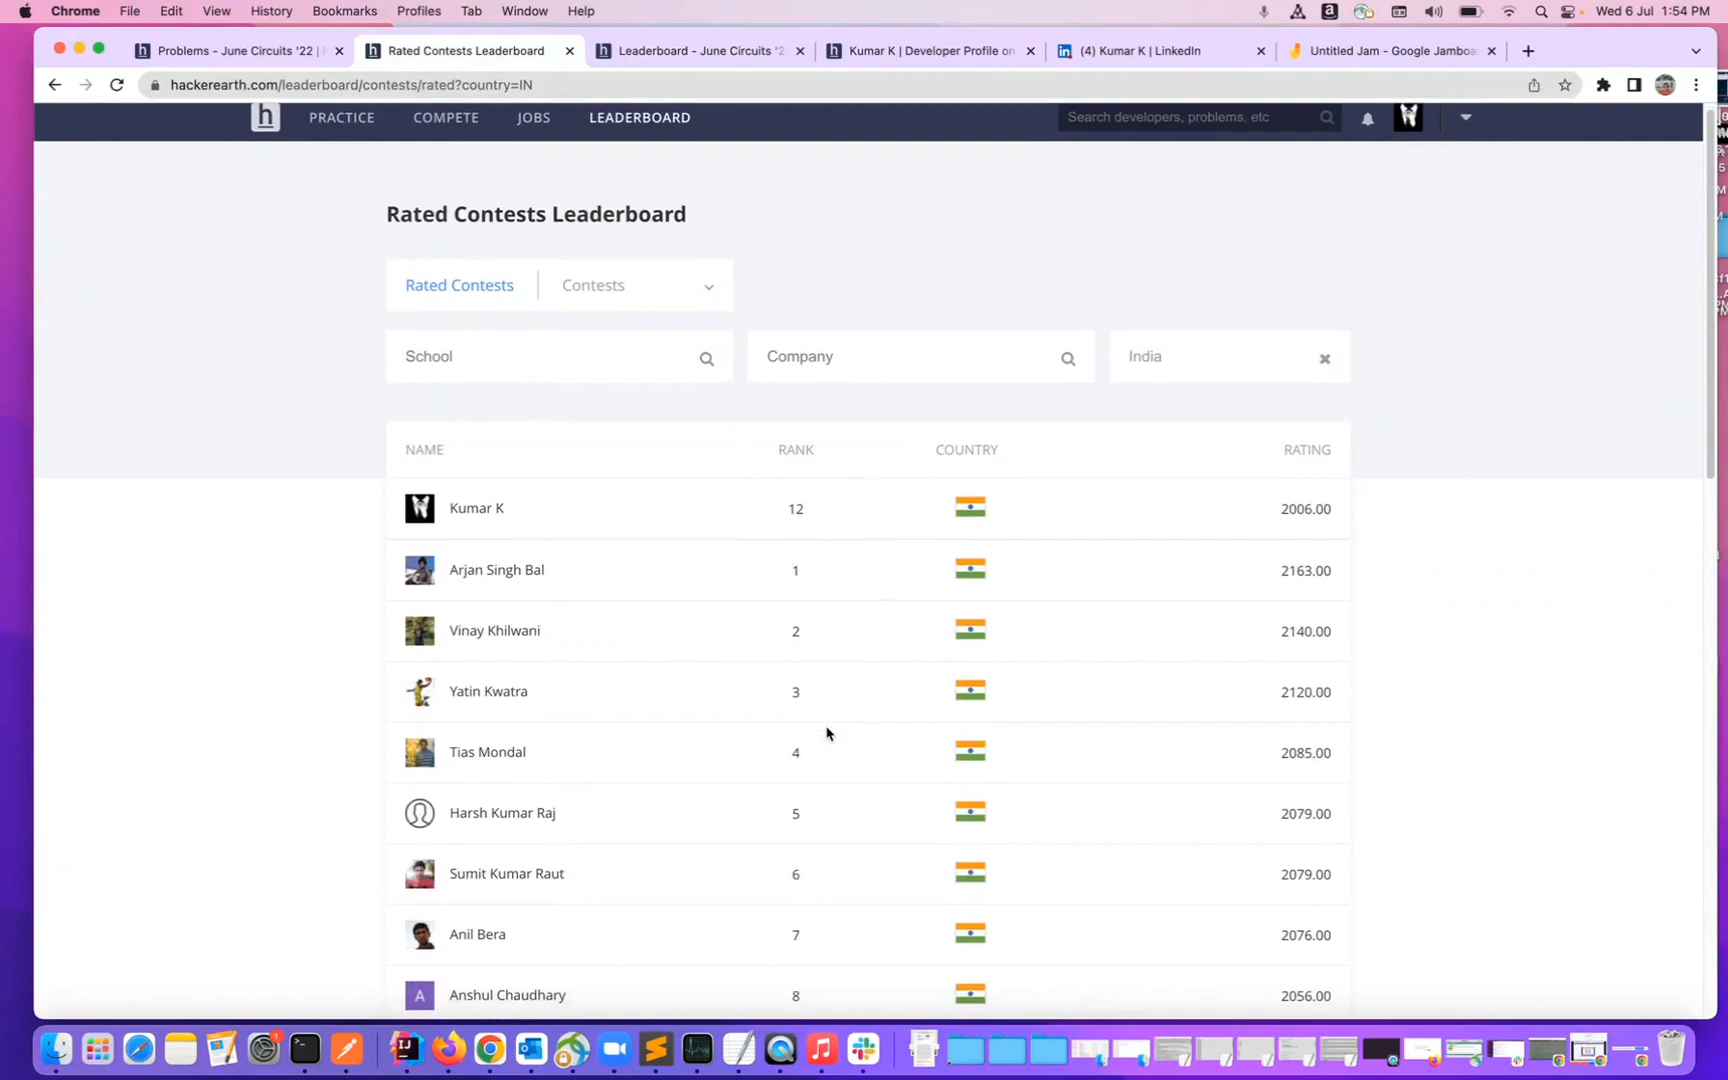 Chrome File Edit View History Bookmarks Profiles Tab Window Help Wed 6 Jul 1:54 PM
Problems - June Circuits '22 | Rated Contests Leaderboard Leaderboard - June Circuits '2 Kumar K | Developer Profile on (4) Kumar K | LinkedIn Untitled Jam - Google Jamboa
hackerearth.com/leaderboard/contests/rated?country=IN
h PRACTICE COMPETE JOBS LEADERBOARD Search developers, problems, etc
Rated Contests Leaderboard
Rated Contests Contests
School Company India
NAME RANK COUNTRY RATING
Kumar K 12 2006.00
Arjan Singh Bal 1 2163.00
Vinay Khilwani 2 2140.00
Yatin Kwatra 3 2120.00
Tias Mondal 4 2085.00
Harsh Kumar Raj 5 2079.00
Sumit Kumar Raut 6 2079.00
Anil Bera 7 2076.00
A Anshul Chaudhary 8 2056.00